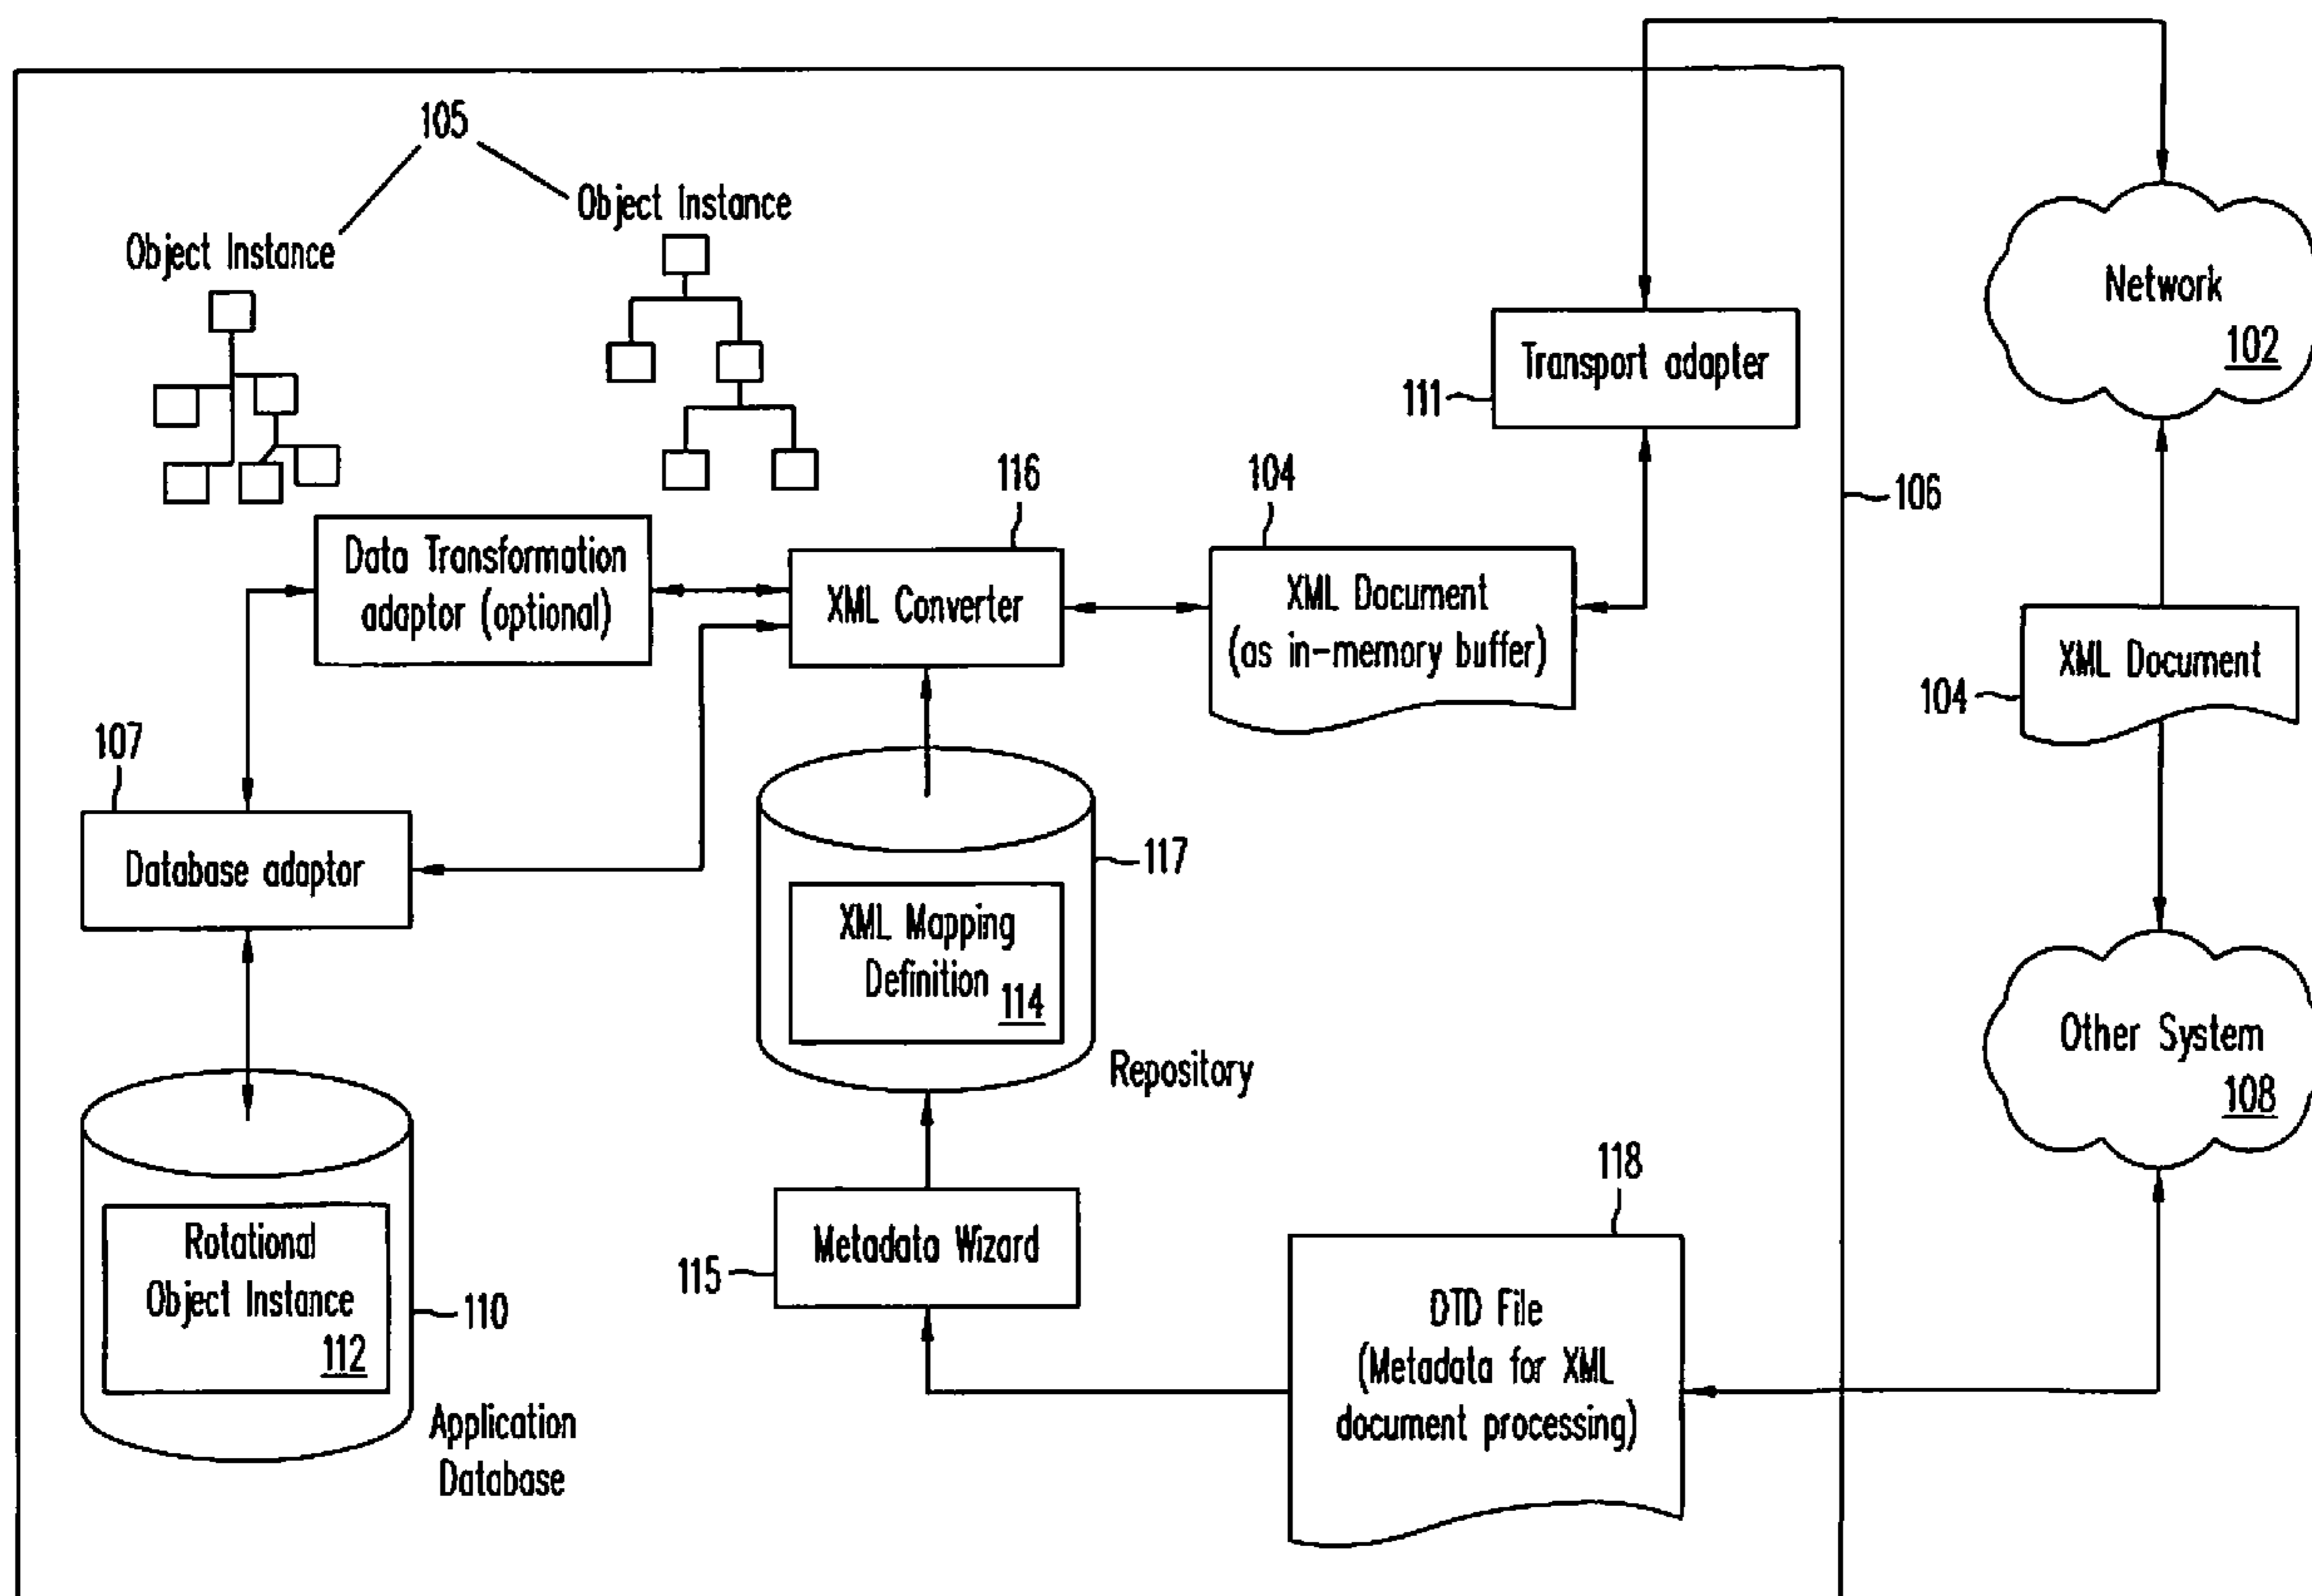 105
Object Instance
Object Instance
Network
102
Transport adapter
111
106
116
104
Data Transformation
adaptor (optional)
XML Converter
XML Document
(as in-memory buffer)
XML Document
104
107
Database adaptor
117
XML Mapping
Definition
114
Repository
Other System
108
118
Metadata Wizard
115
Rotational
Object Instance
112
110
DTD File
(Metadata for XML
document processing)
Application
Database